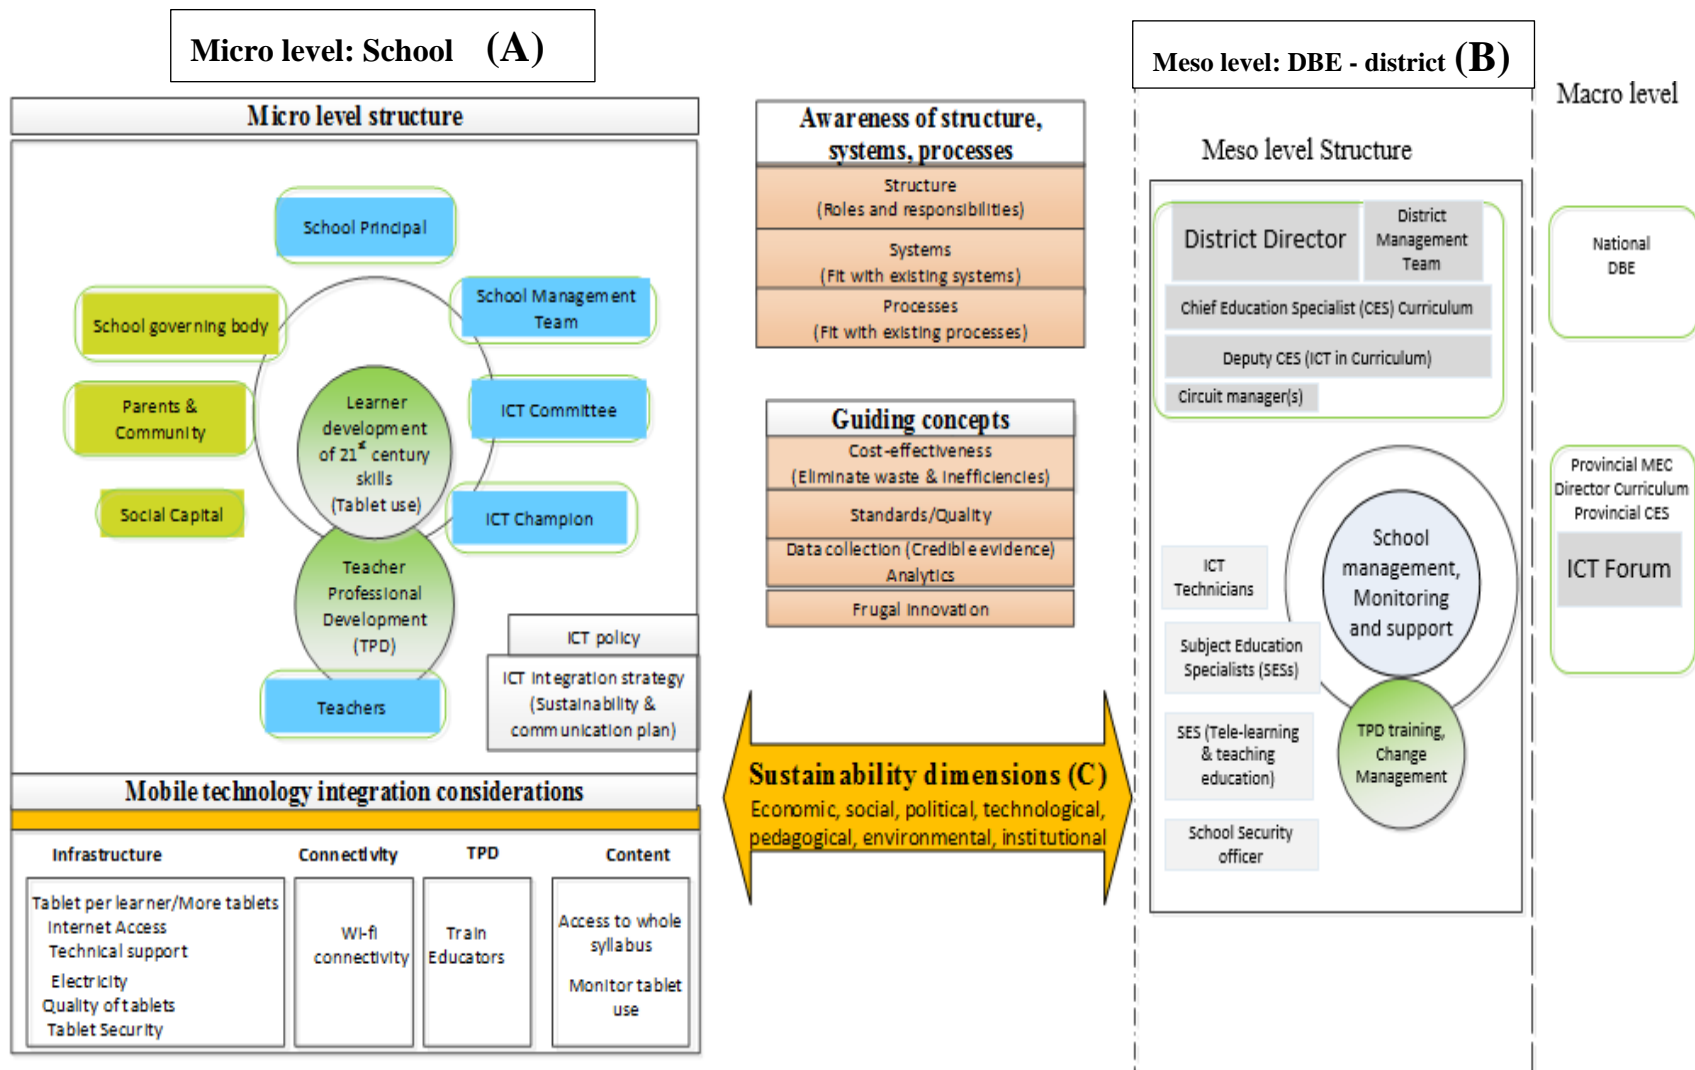 Micro level: School (A)
Micro level structure
School Principal
School Management
Team
School governing body
Parents &
Community
ICT Committee
Learner
development
of 21st century
skills
(Tablet use)
Social Capital
ICT Champion
Teacher
Professional
Development
(TPD)
ICT policy
ICT Integration strategy
(Sustainability &
communication plan)
Teachers
Mobile technology integration considerations
Infrastructure
Tablet per learner/More tablets
Internet Access
Technical support
Electricity
Quality of tablets
Tablet Security
Connectivity
Wi-fi
connectivity
TPD
Train
Educators
Content
Access to whole
syllabus
Monitor tablet
use
Awareness of structure,
systems, processes
Structure
(Roles and responsibilities)
Systems
(Fit with existing systems)
Processes
(Fit with existing processes)
Guiding concepts
Cost-effectiveness
(Eliminate waste & inefficiencies)
Standards/Quality
Data collection (Credible evidence)
Analytics
Frugal Innovation
Sustainability dimensions (C)
Economic, social, political, technological,
pedagogical, environmental, institutional
Meso level: DBE - district (B)
Meso level Structure
District Director
District
Management
Team
Chief Education Specialist (CES) Curriculum
Deputy CES (ICT in Curriculum)
Circuit manager(s)
School
management,
Monitoring
and support
ICT
Technicians
Subject Education
Specialists (SESs)
SES (Tele-learning
& teaching
education)
TPD training,
Change
Management
School Security
officer
Macro level
National
DBE
Provincial MEC
Director Curriculum
Provincial CES
ICT Forum